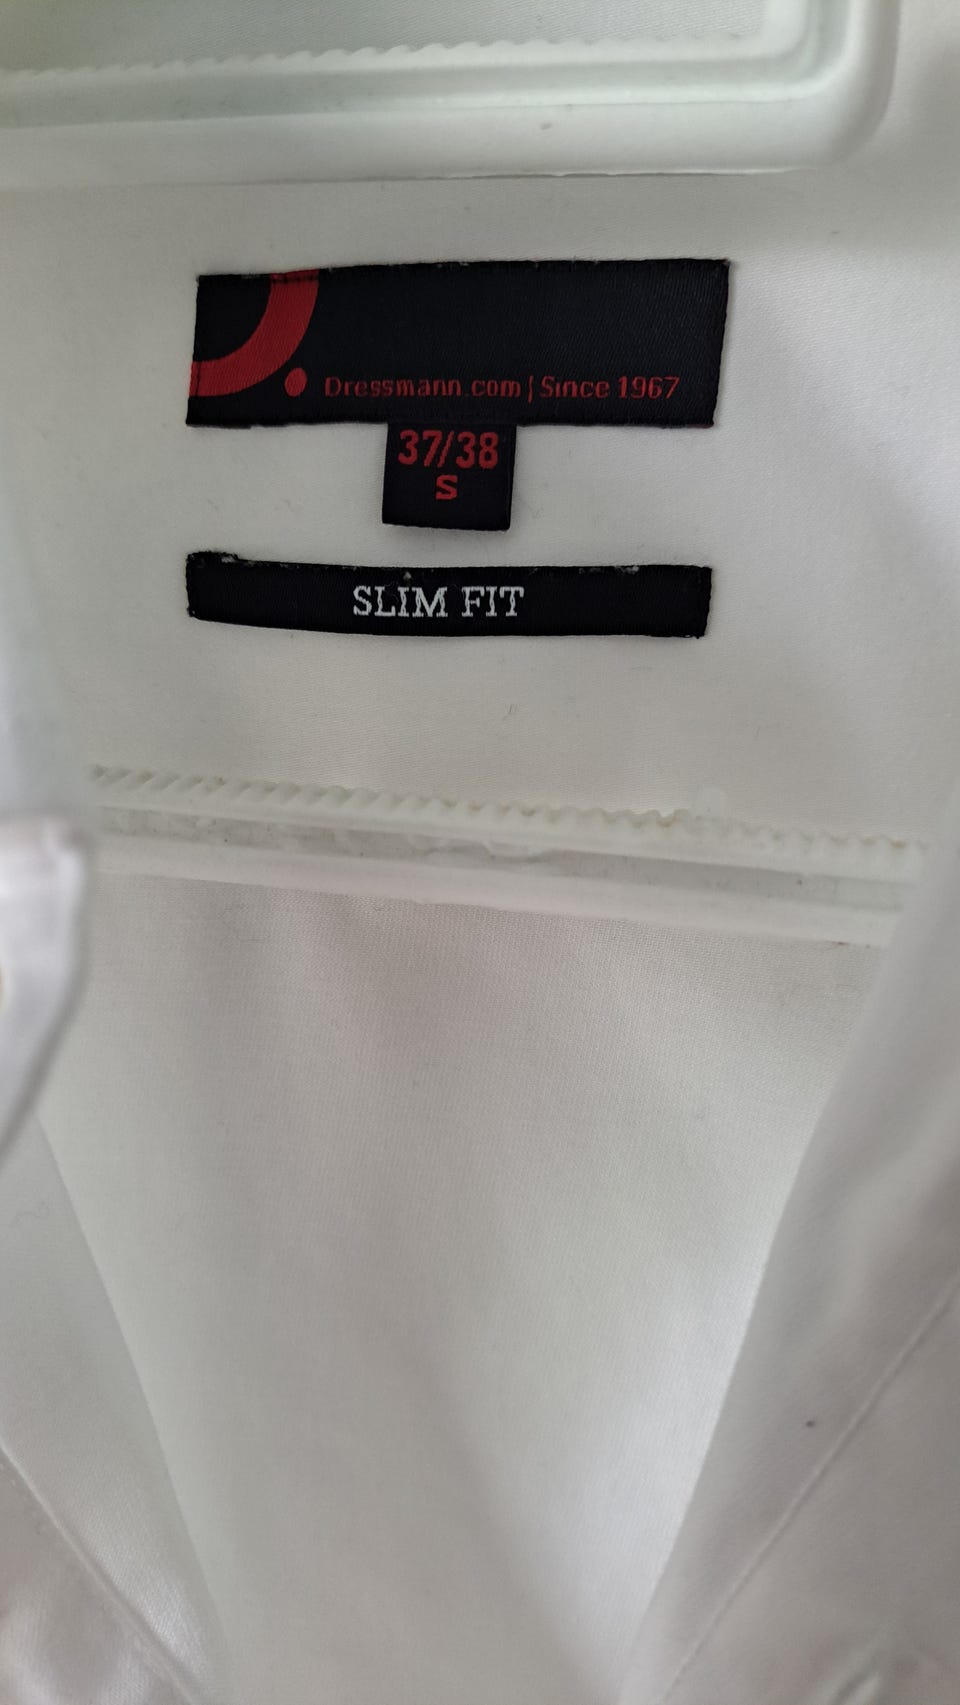 Dressmann.com | Since 1967
37/38
S
SLIM FIT